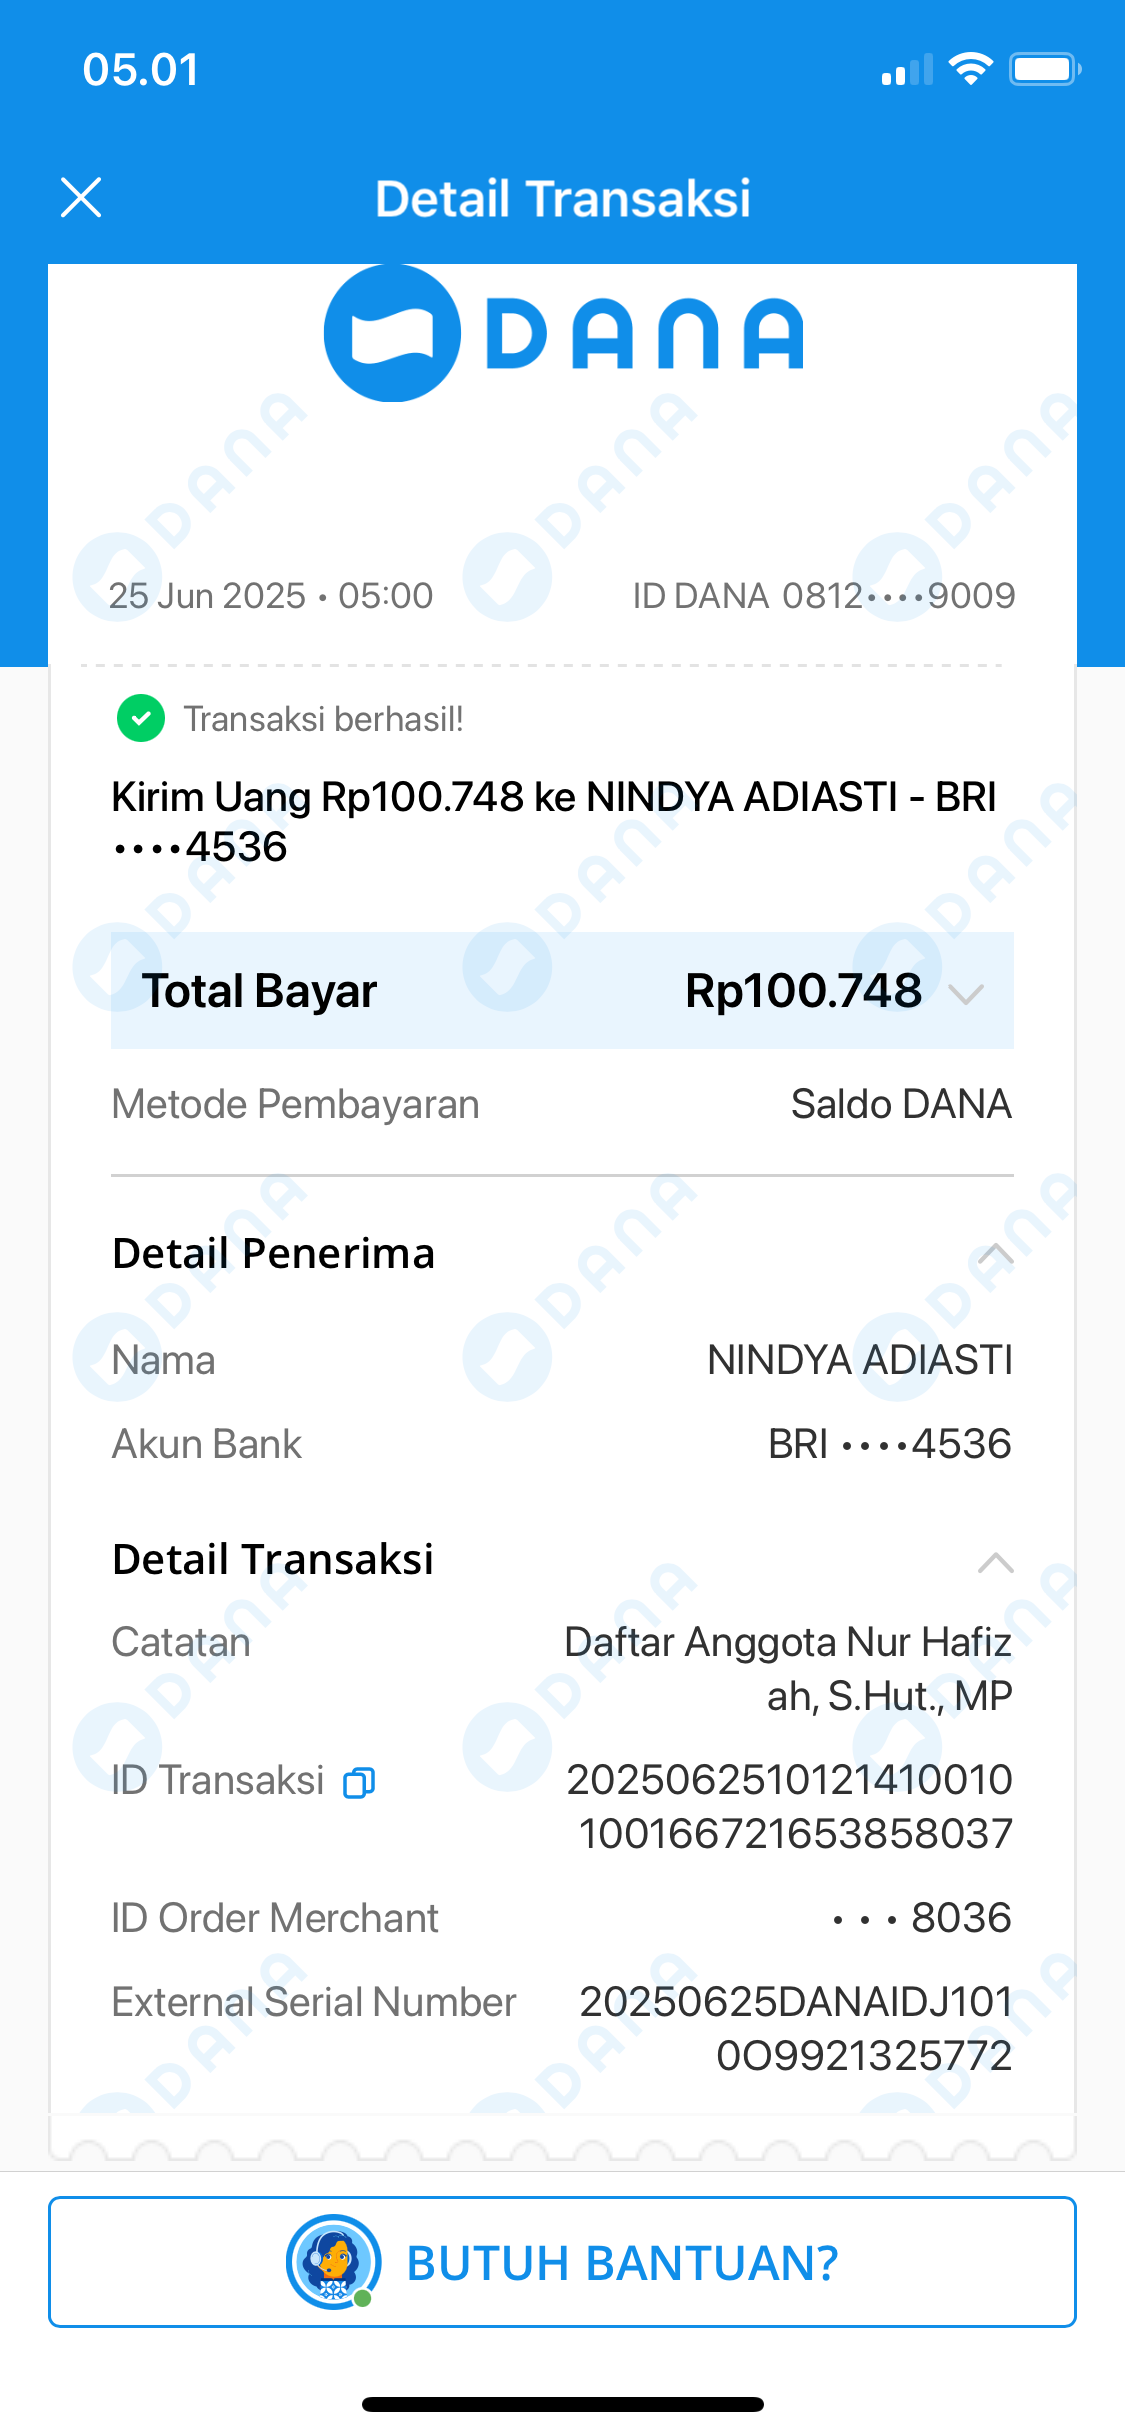 05.01
Detail Transaksi
DANA
25 Jun 2025 • 05:00
ID DANA 0812····9009
Transaksi berhasil!
Kirim Uang Rp100.748 ke NINDYA ADIASTI - BRI
····4536
Total Bayar Rp100.748
Metode Pembayaran Saldo DANA
Detail Penerima
Nama NINDYA ADIASTI
Akun Bank BRI ····4536
Detail Transaksi
Catatan Daftar Anggota Nur Hafiz
ah, S.Hut., MP
ID Transaksi 2025062510121410010
100166721653858037
ID Order Merchant ··· 8036
External Serial Number 20250625DANAIDJ101
0O9921325772
BUTUH BANTUAN?